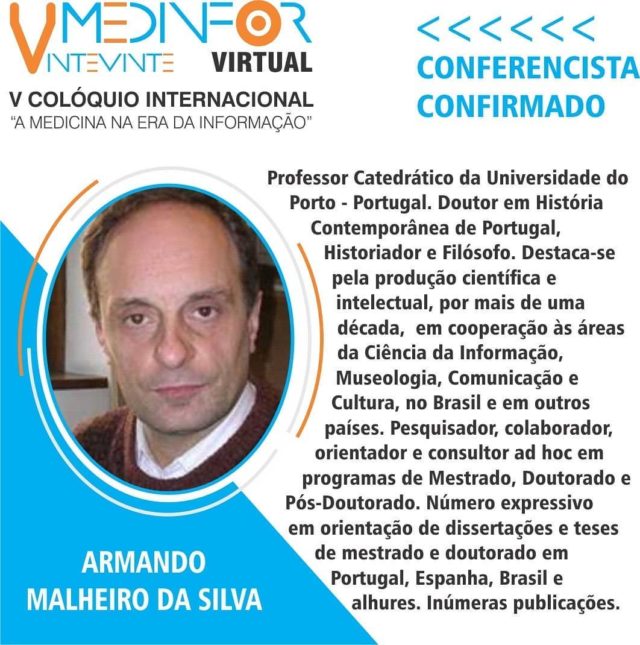 V MEDINFOR
VINTEVINTE VIRTUAL
V COLÓQUIO INTERNACIONAL
“A MEDICINA NA ERA DA INFORMAÇÃO”
<<<<<<
CONFERENCISTA
CONFIRMADO
Professor Catedrático da Universidade do
Porto - Portugal. Doutor em História
Contemporânea de Portugal,
Historiador e Filósofo. Destaca-se
pela produção científica e
intelectual, por mais de uma
década, em cooperação às áreas
da Ciência da Informação,
Museologia, Comunicação e
Cultura, no Brasil e em outros
países. Pesquisador, colaborador,
orientador e consultor ad hoc em
programas de Mestrado, Doutorado e
Pós-Doutorado. Número expressivo
em orientação de dissertações e teses
de mestrado e doutorado em
Portugal, Espanha, Brasil e
alhures. Inúmeras publicações.
ARMANDO
MALHEIRO DA SILVA